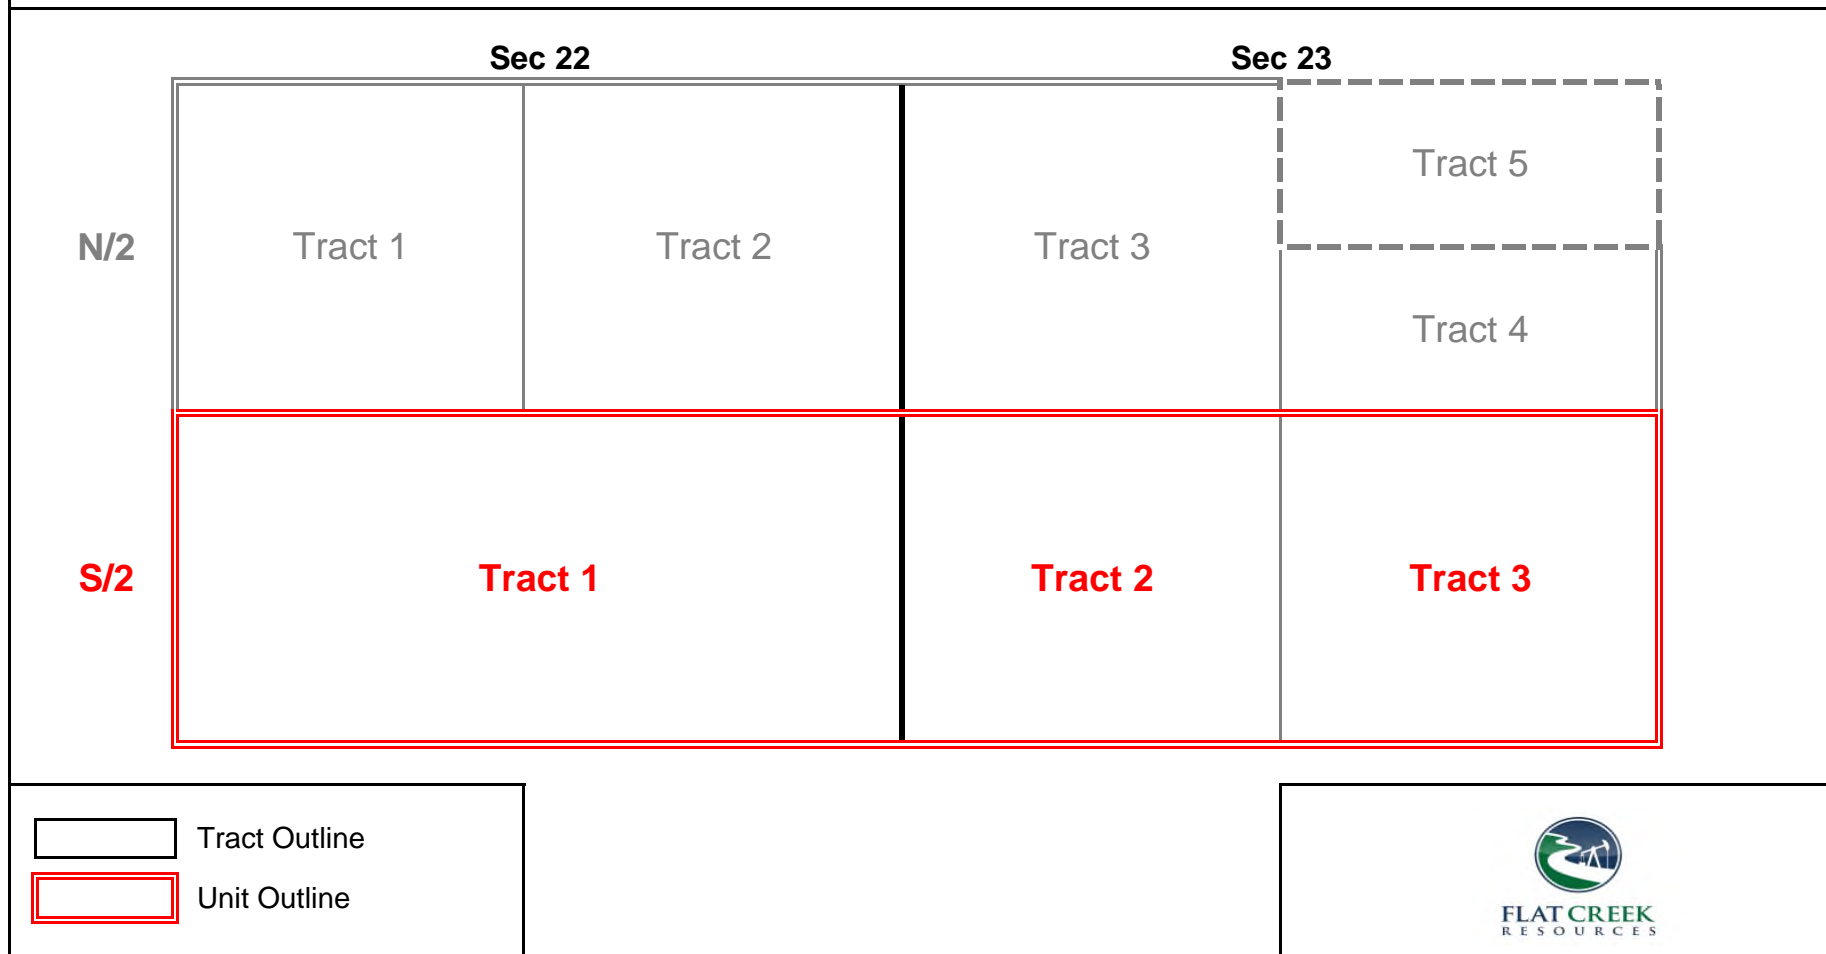 Sec 22
Sec 23
Tract 5
N/2
Tract 1
Tract 2
Tract 3
Tract 4
S/2
Tract 1
Tract 2
Tract 3
Tract Outline
Unit Outline
FLAT CREEK
RESOURCES